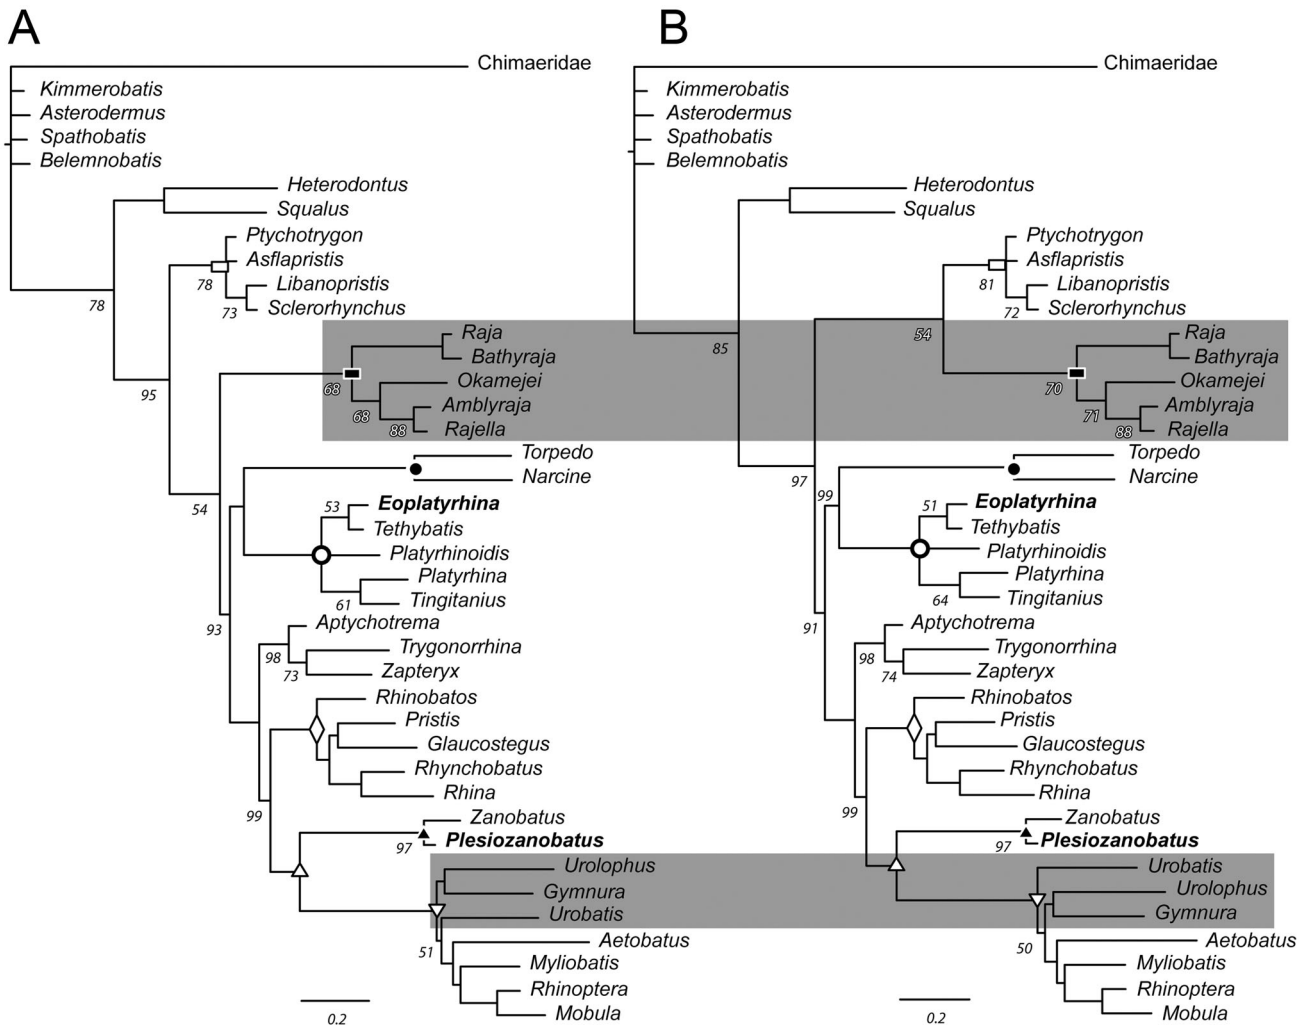 A
Chimaeridae
Kimmerobatis
Asterodermus
Spathobatis
Belemnobatis
Heterodontus
Squalus
Ptychotrygon
Asflapristis
78
Libanopristis
73
Sclerorhynchus
78
Raja
Bathyraja
68
Okamejei
95
Amblyraja
68
88
Rajella
Torpedo
Narcine
54
53
Eoplatyrhina
Tethybatis
Platyrhinoidis
Platyrhina
61
Tingitanius
93
Aptychotrema
98
Trygonorrhina
73
Zapteryx
Rhinobatos
Pristis
Glaucostegus
Rhynchobatus
Rhina
99
Zanobatus
97
Plesiozanobatus
Urolophus
Gymnura
Urobatis
51
Aetobatus
Myliobatis
Rhinoptera
Mobula
0.2
B
Chimaeridae
Kimmerobatis
Asterodermus
Spathobatis
Belemnobatis
Heterodontus
Squalus
Ptychotrygon
Asflapristis
81
Libanopristis
72
Sclerorhynchus
54
Raja
85
Bathyraja
70
Okamejei
Amblyraja
71
88
Rajella
Torpedo
97
Narcine
99
51
Eoplatyrhina
Tethybatis
Platyrhinoidis
Platyrhina
64
Tingitanius
91
Aptychotrema
98
Trygonorrhina
74
Zapteryx
Rhinobatos
Pristis
Glaucostegus
Rhynchobatus
Rhina
99
Zanobatus
97
Plesiozanobatus
Urobatis
Urolophus
Gymnura
50
Aetobatus
Myliobatis
Rhinoptera
Mobula
0.2